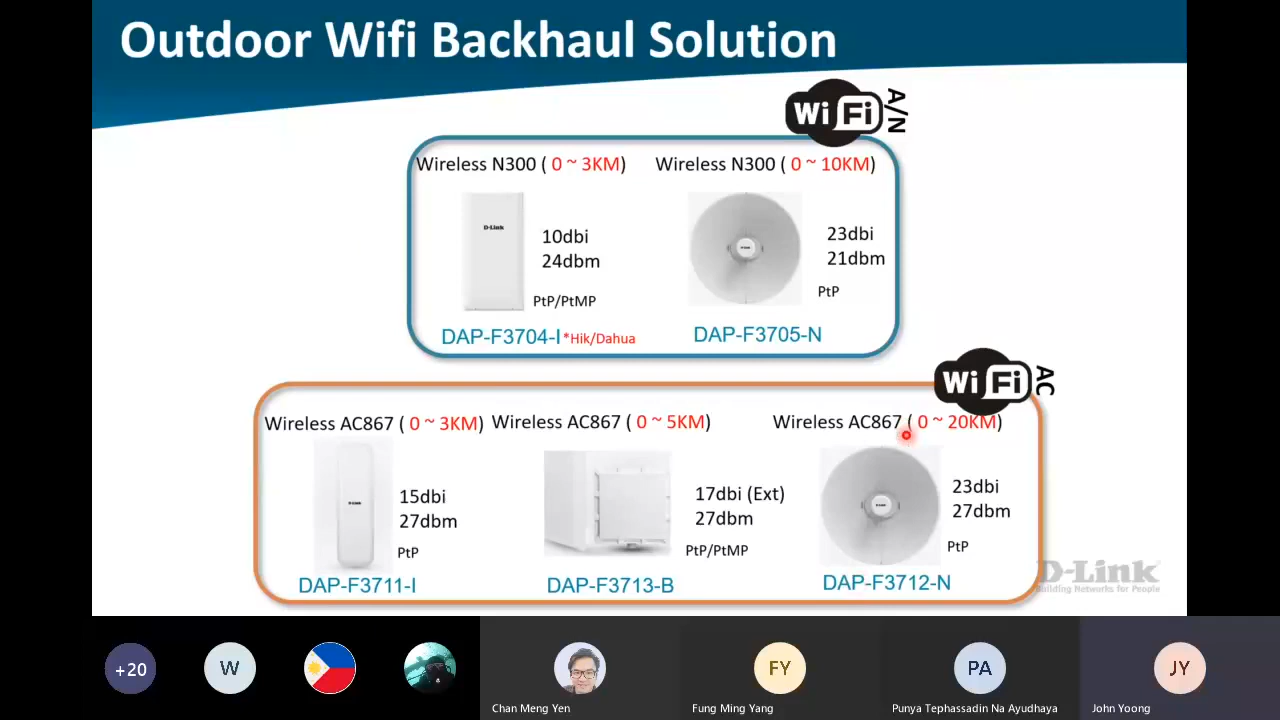 Outdoor Wifi Backhaul Solution
Wi Fi A/N
Wireless N300 ( 0 ~ 3KM) Wireless N300 ( 0 ~ 10KM)
D-Link
10dbi
24dbm
PtP/PtMP
DAP-F3704-I *Hik/Dahua
23dbi
21dbm
PtP
DAP-F3705-N
Wi Fi AC
Wireless AC867 ( 0 ~ 3KM) Wireless AC867 ( 0 ~ 5KM) Wireless AC867 ( 0 ~ 20KM)
D-Link
15dbi
27dbm
PtP
DAP-F3711-I
17dbi (Ext)
27dbm
PtP/PtMP
DAP-F3713-B
23dbi
27dbm
PtP
DAP-F3712-N
D-Link
Building Networks for People
+20
W
FY
PA
JY
Chan Meng Yen
Fung Ming Yang
Punya Tephassadin Na Ayudhaya
John Yoong